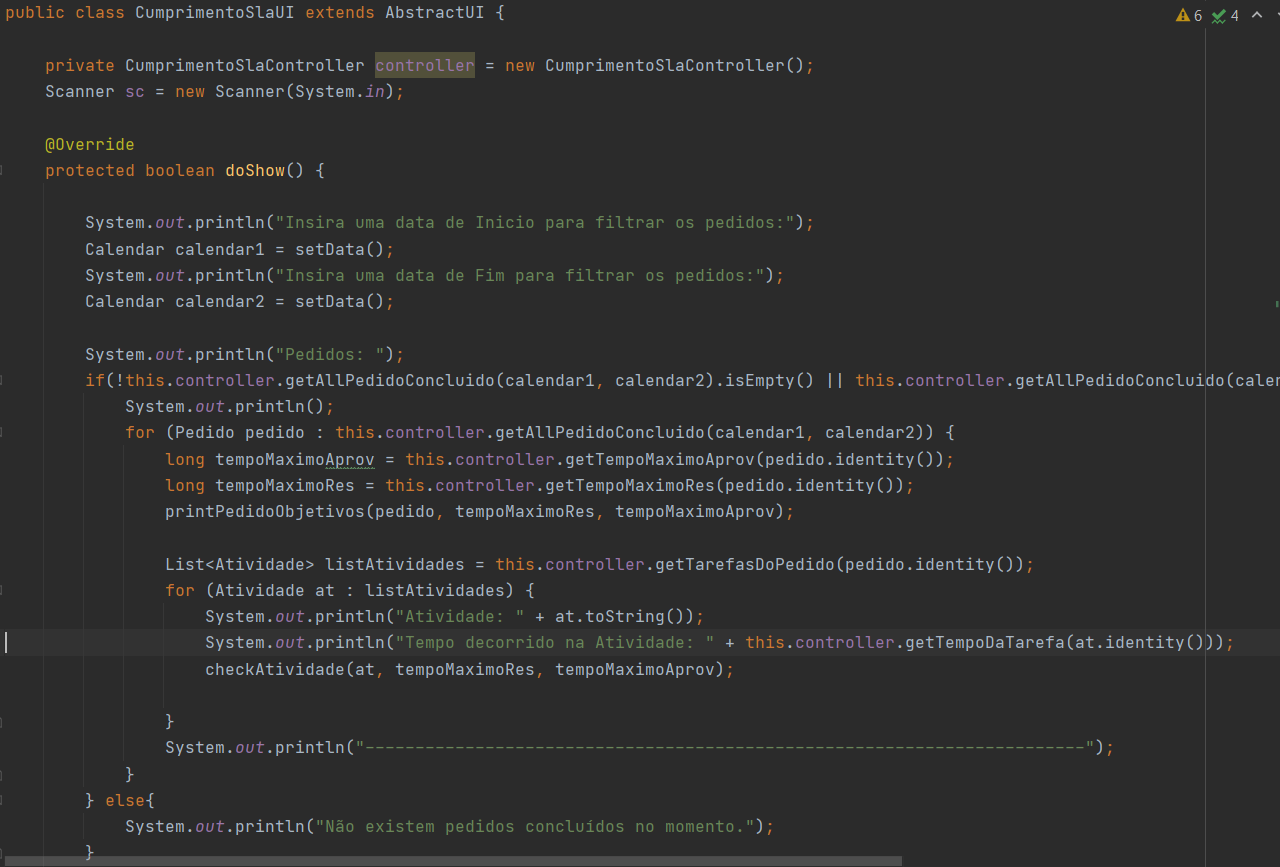 public class CumprimentoSlaUI extends AbstractUI {
6 4
private CumprimentoSlaController controller = new CumprimentoSlaController();
Scanner sc = new Scanner(System.in);
@Override
protected boolean doShow() {
System.out.println("Insira uma data de Inicio para filtrar os pedidos:");
Calendar calendar1 = setData();
System.out.println("Insira uma data de Fim para filtrar os pedidos:");
Calendar calendar2 = setData();
System.out.println("Pedidos: ");
if(!this.controller.getAllPedidoConcluido(calendar1, calendar2).isEmpty() || this.controller.getAllPedidoConcluido(calen
System.out.println();
for (Pedido pedido : this.controller.getAllPedidoConcluido(calendar1, calendar2)) {
long tempoMaximoAprov = this.controller.getTempoMaximoAprov(pedido.identity());
long tempoMaximoRes = this.controller.getTempoMaximoRes(pedido.identity());
printPedidoObjetivos(pedido, tempoMaximoRes, tempoMaximoAprov);
List<Atividade> listAtividades = this.controller.getTarefasDoPedido(pedido.identity());
for (Atividade at : listAtividades) {
System.out.println("Atividade: " + at.toString());
System.out.println("Tempo decorrido na Atividade: " + this.controller.getTempoDaTarefa(at.identity()));
checkAtividade(at, tempoMaximoRes, tempoMaximoAprov);
}
System.out.println("------------------------------------------------------------------------");
}
} else{
System.out.println("Não existem pedidos concluídos no momento.");
}